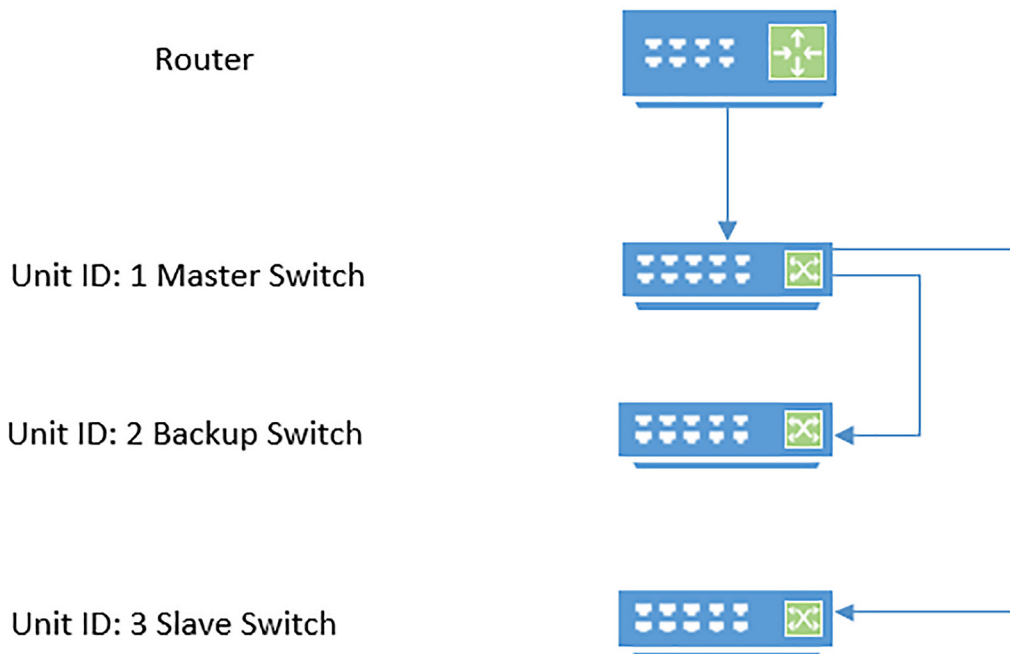 Router
Unit ID: 1 Master Switch
Unit ID: 2 Backup Switch
Unit ID: 3 Slave Switch